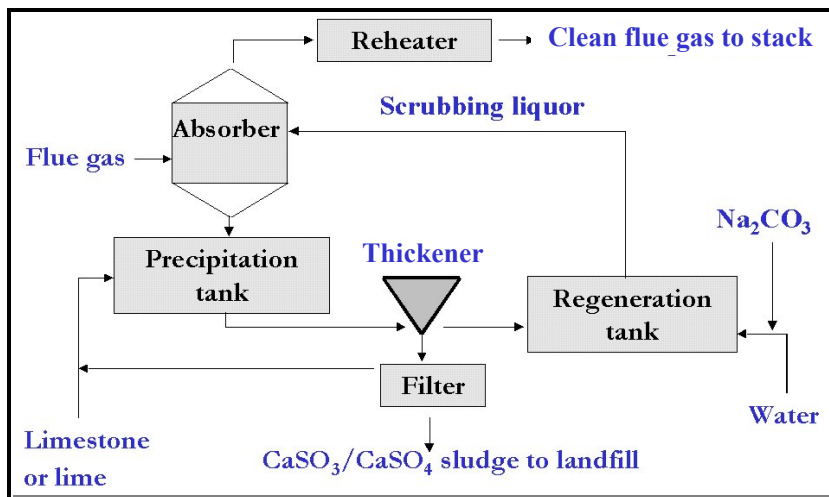 Reheater
Clean flue gas to stack
Scrubbing liquor
Absorber
Flue gas
Na₂CO₃
Precipitation
tank
Thickener
Regeneration
tank
Filter
Water
Limestone
or lime
CaSO₃/CaSO₄ sludge to landfill